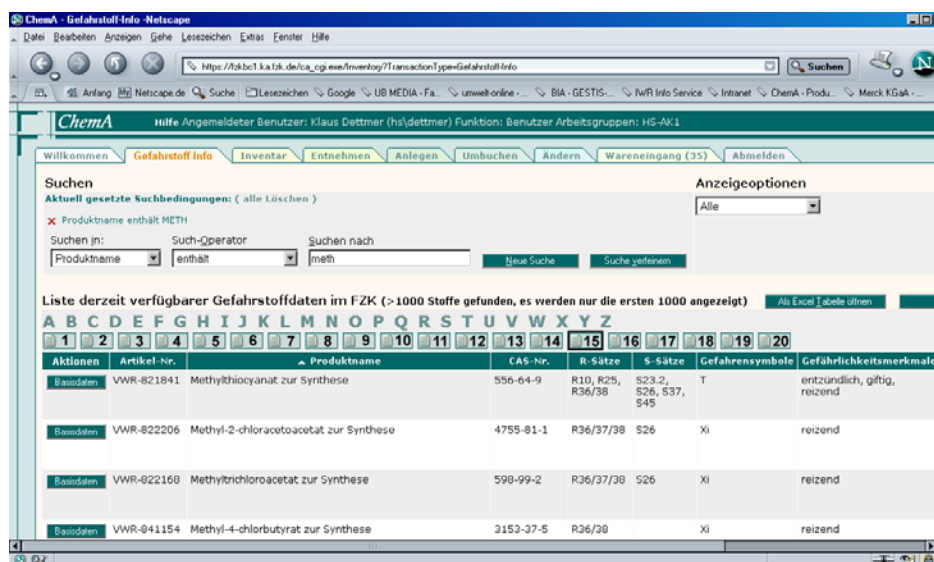 ChemA - Gefahrstoff-Info -Netscape
Datei Bearbeiten Anzeigen Gehe Lesezeichen Extras Fenster Hilfe
https://fzkbc1.ka.fzk.de/ca_cgi.exe/Inventory?TransactionType=Gefahrstoff-Info Suchen N
Anfang My Netscape.de Suche Lesezeichen Google UB MEDIA - Fa... umwelt-online -... BIA - GESTIS-... IWR Info Service Intranet ChemA - Produ... Merck KGaA - ...
ChemA Hilfe Angemeldeter Benutzer: Klaus Dettmer (hs\dettmer) Funktion: Benutzer Arbeitsgruppen: HS-AK1
Willkommen Gefahrstoff-Info Inventar Entnehmen Anlegen Umbuchen Ändern Wareneingang (35) Abmelden
Suchen Anzeigeoptionen
Aktuell gesetzte Suchbedingungen: ( alle Löschen )
Alle
Produktname enthält METH
Suchen in: Such-Operator Suchen nach
Produktname enthält meth Neue Suche Suche verfeinern
Liste derzeit verfügbarer Gefahrstoffdaten im FZK (>1000 Stoffe gefunden, es werden nur die ersten 1000 angezeigt) Als Excel Tabelle öffnen
A B C D E F G H I J K L M N O P Q R S T U V W X Y Z
1 2 3 4 5 6 7 8 9 10 11 12 13 14 15 16 17 18 19 20
Aktionen Artikel-Nr. Produktname CAS-Nr. R-Sätze S-Sätze Gefahrensymbole Gefährlichkeitsmerkmale
Basisdaten VWR-821841 Methylthiocyanat zur Synthese 556-64-9 R10, R25, S23.2, T entzündlich, giftig,
R36/38 S26, S37, reizend
S45
Basisdaten VWR-822206 Methyl-2-chloracetoacetat zur Synthese 4755-81-1 R36/37/38 S26 Xi reizend
Basisdaten VWR-822168 Methyltrichloroacetat zur Synthese 598-99-2 R36/37/38 S26 Xi reizend
Basisdaten VWR-841154 Methyl-4-chlorbutyrat zur Synthese 3153-37-5 R36/38 Xi reizend